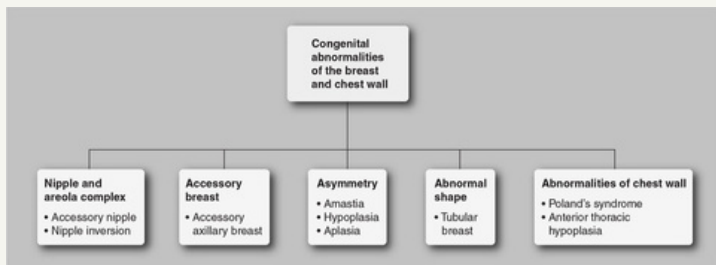 Congenital
abnormalities
of the breast
and chest wall
Nipple and
areola complex
• Accessory nipple
• Nipple inversion
Accessory
breast
• Accessory
axillary breast
Asymmetry
• Amastia
• Hypoplasia
• Aplasia
Abnormal
shape
• Tubular
breast
Abnormalities of chest wall
• Poland's syndrome
• Anterior thoracic
hypoplasia